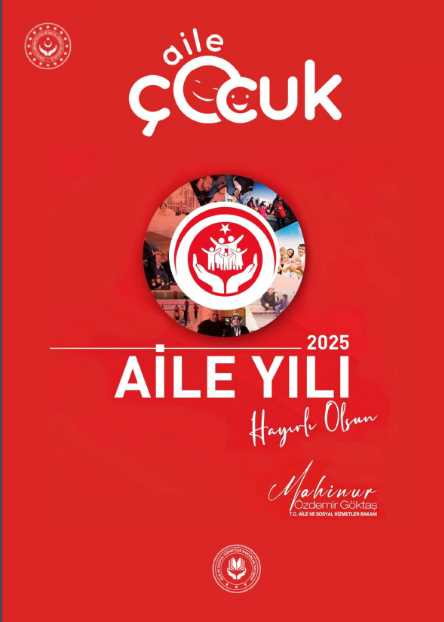 aile
çocuk
2025
AİLE YILI
Hayırlı Olsun
Mahinur
Özdemir Göktaş
T.C. AİLE VE SOSYAL HİZMETLER BAKANI